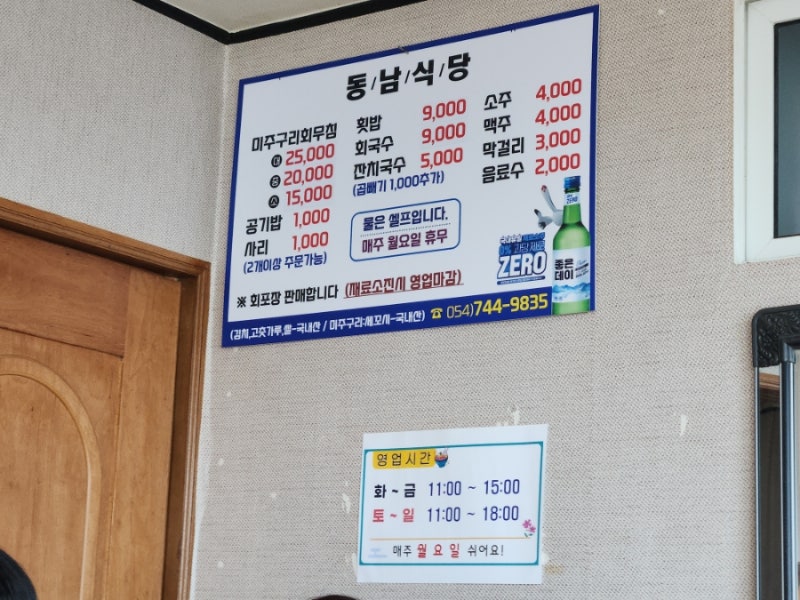 동/남/식/당
미주구리회무침
대 25,000
중 20,000
소 15,000
공기밥 1,000
사리 1,000
(2개이상 주문가능)
횟밥 9,000
회국수 9,000
잔치국수 5,000
(곱빼기 1,000추가)
물은 셀프입니다.
매주 월요일 휴무
소주 4,000
맥주 4,000
막걸리 3,000
음료수 2,000
ZERO
좋은
데이
※ 회포장 판매합니다 (재료소진시 영업마감)
(김치,고춧가루,쌀-국내산 / 미주구리:세꼬시-국내산) ☎ 054)744-9835
영업시간
화 ~ 금 11:00 ~ 15:00
토 ~ 일 11:00 ~ 18:00
매주 월요일 쉬어요!